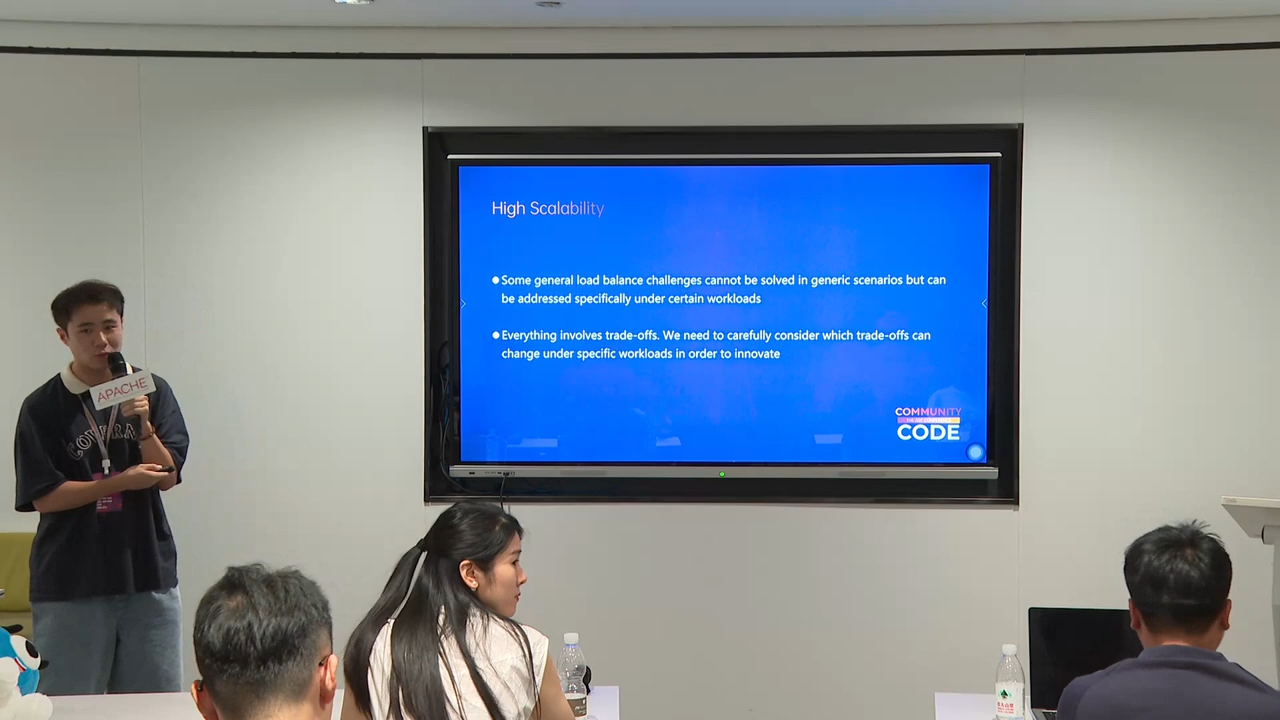 High Scalability
●Some general load balance challenges cannot be solved in generic scenarios but can
be addressed specifically under certain workloads
●Everything involves trade-offs. We need to carefully consider which trade-offs can
change under specific workloads in order to innovate
COMMUNITY
CODE
APACHE